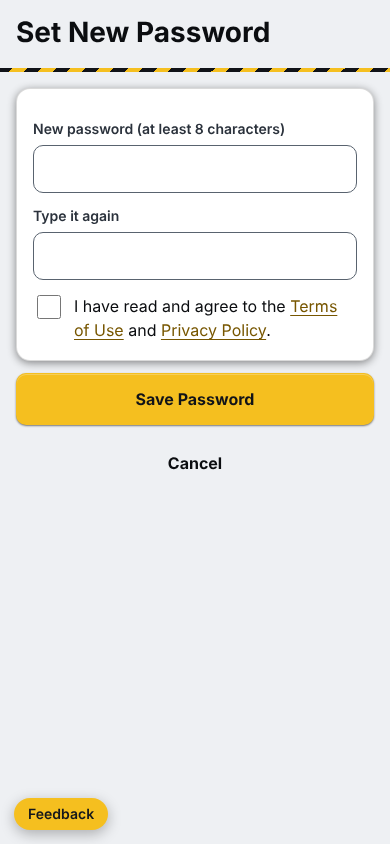 Set New Password
New password (at least 8 characters)
Type it again
I have read and agree to the Terms
of Use and Privacy Policy.
Save Password
Cancel
Feedback